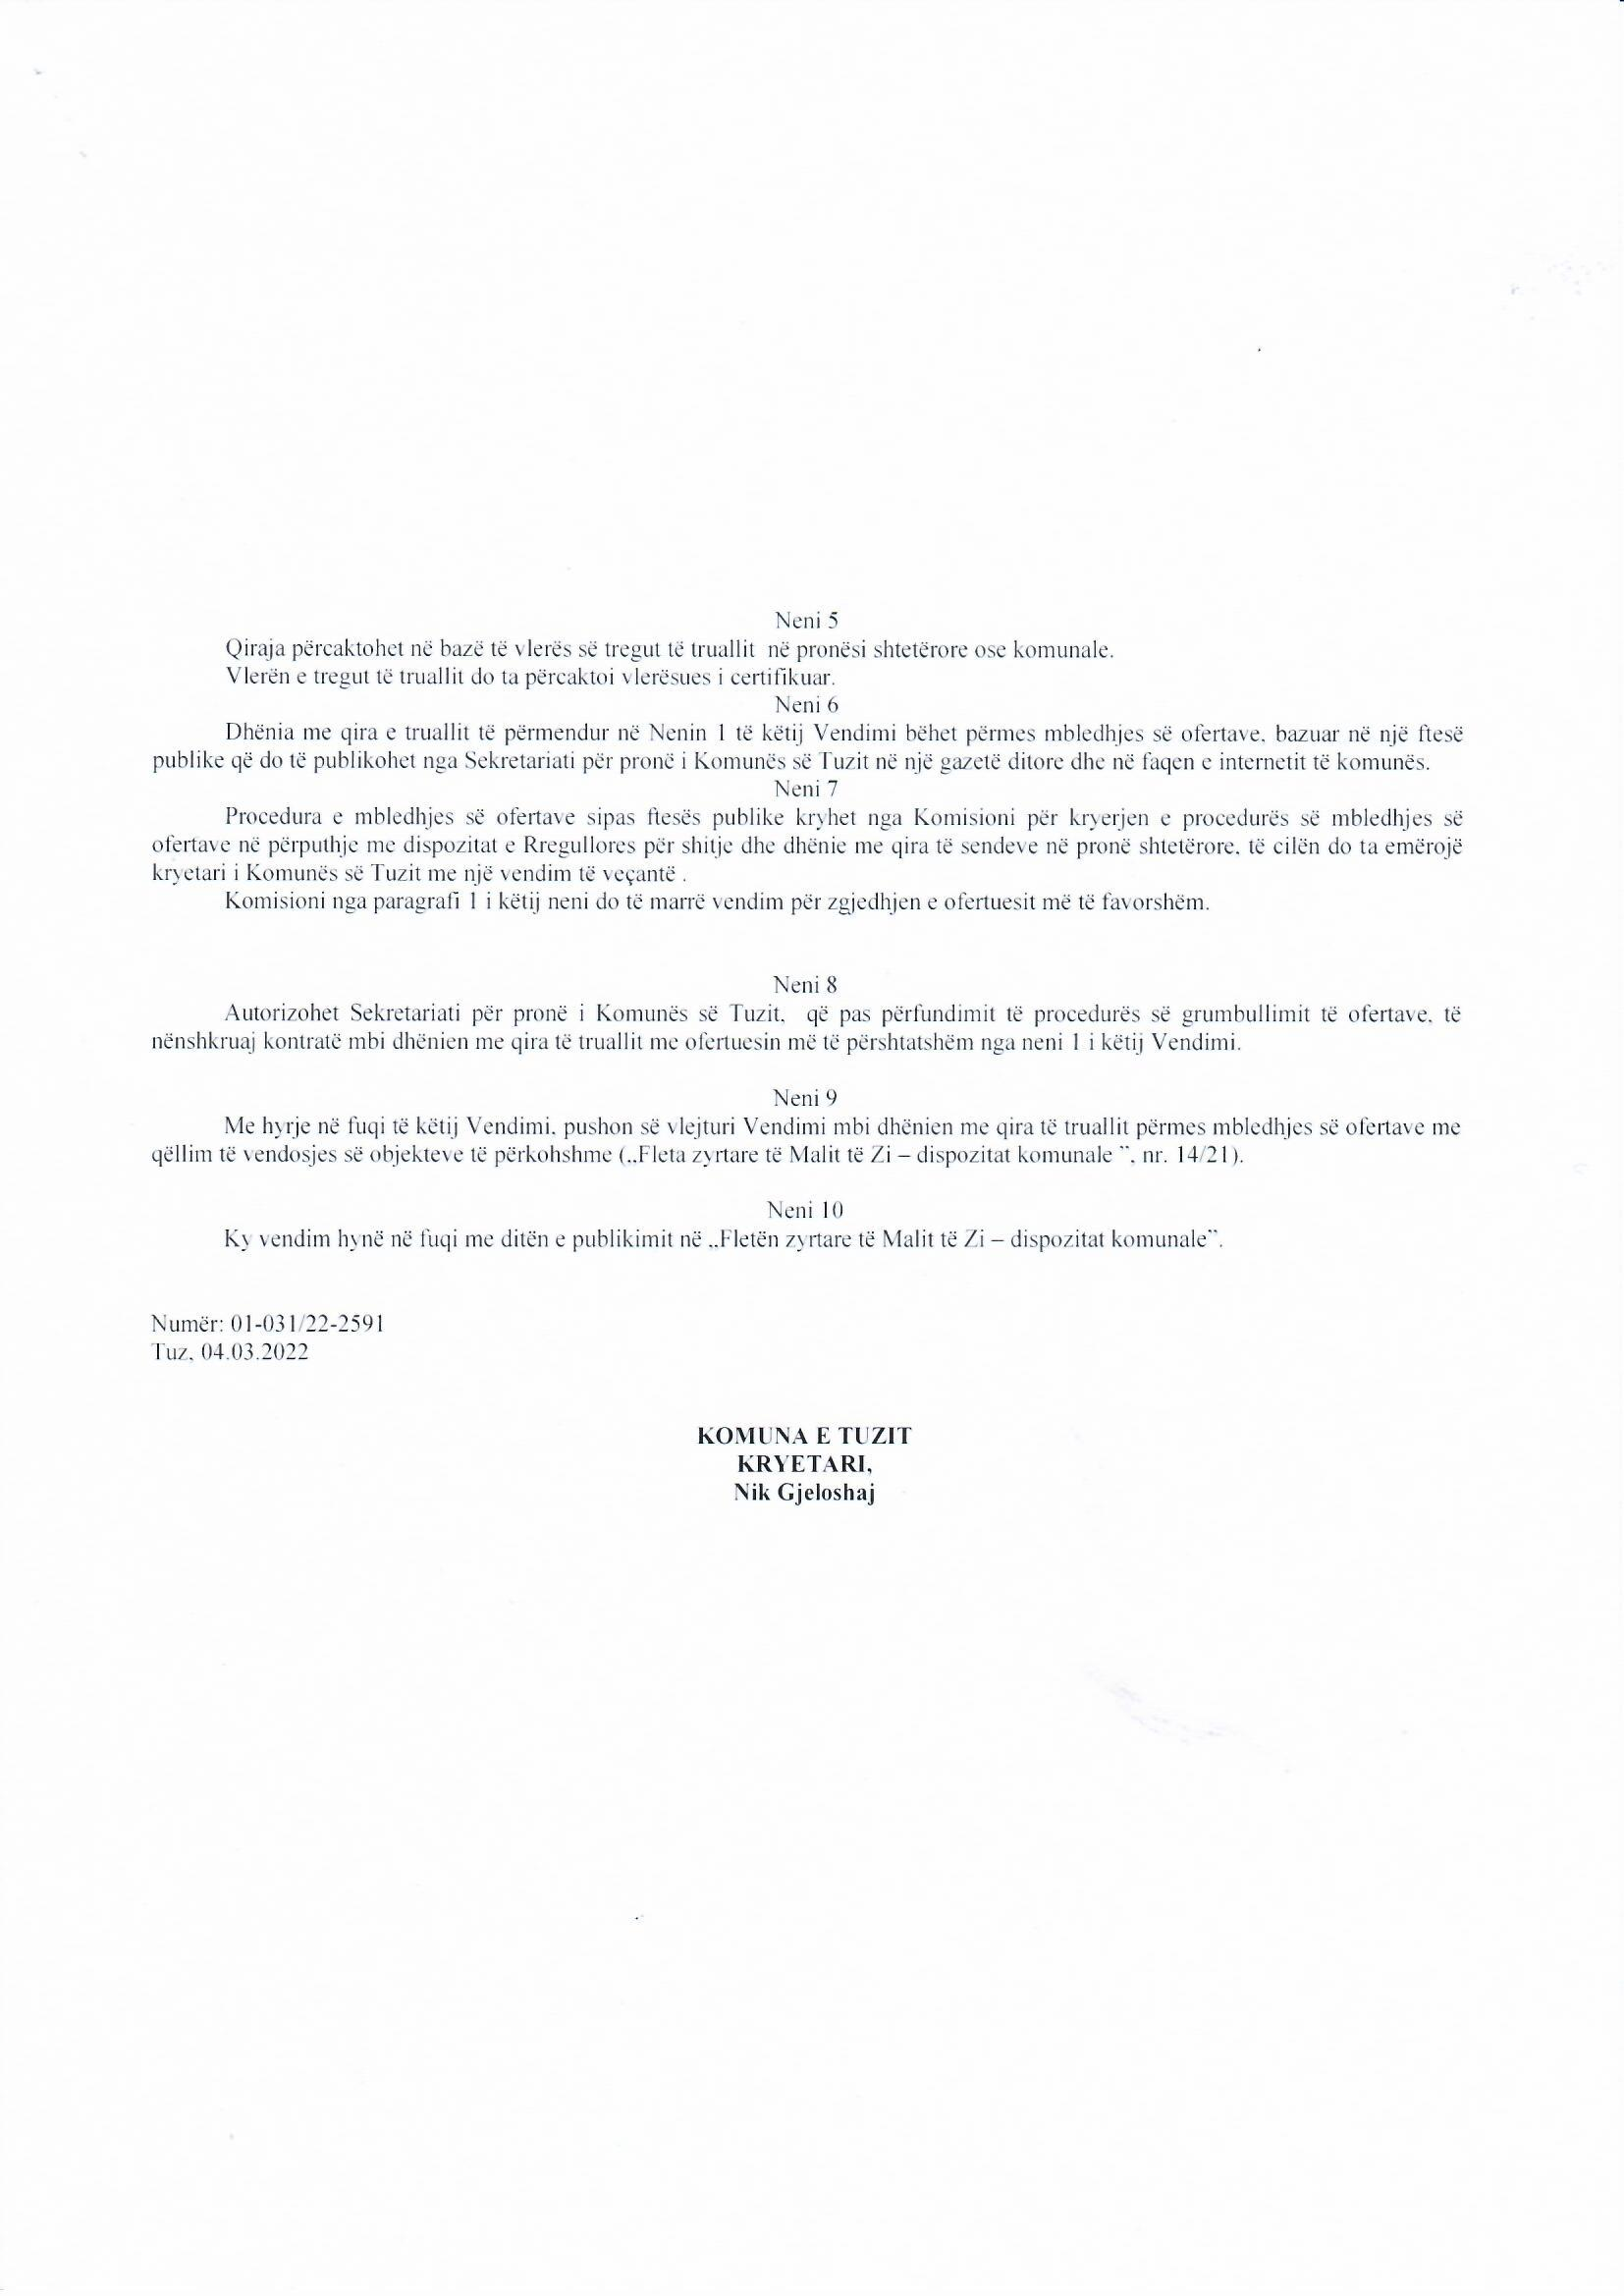 Neni 5
Qiraja përcaktohet në bazë të vlerës së tregut të truallit në pronësi shtetërore ose komunale.
Vlerën e tregut të truallit do ta përcaktoi vlerësues i certifikuar.
Neni 6
Dhënia me qira e truallit të përmendur në Nenin 1 të këtij Vendimi bëhet përmes mbledhjes së ofertave, bazuar në një ftesë
publike që do të publikohet nga Sekretariati për pronë i Komunës së Tuzit në një gazetë ditore dhe në faqen e internetit të komunës.
Neni 7
Procedura e mbledhjes së ofertave sipas ftesës publike kryhet nga Komisioni për kryerjen e procedurës së mbledhjes së
ofertave në përputhje me dispozitat e Rregullores për shitje dhe dhënie me qira të sendeve në pronë shtetërore, të cilën do ta emërojë
kryetari i Komunës së Tuzit me një vendim të veçantë .
Komisioni nga paragrafi 1 i këtij neni do të marrë vendim për zgjedhjen e ofertuesit më të favorshëm.
Neni 8
Autorizohet Sekretariati për pronë i Komunës së Tuzit, që pas përfundimit të procedurës së grumbullimit të ofertave, të
nënshkruaj kontratë mbi dhënien me qira të truallit me ofertuesin më të përshtatshëm nga neni 1 i këtij Vendimi.
Neni 9
Me hyrje në fuqi të këtij Vendimi, pushon së vlejturi Vendimi mbi dhënien me qira të truallit përmes mbledhjes së ofertave me
qëllim të vendosjes së objekteve të përkohshme („Fleta zyrtare të Malit të Zi – dispozitat komunale ”, nr. 14/21).
Neni 10
Ky vendim hynë në fuqi me ditën e publikimit në „Fletën zyrtare të Malit të Zi – dispozitat komunale”.
Numër: 01-031/22-2591
Tuz, 04.03.2022
KOMUNA E TUZIT
KRYETARI,
Nik Gjeloshaj